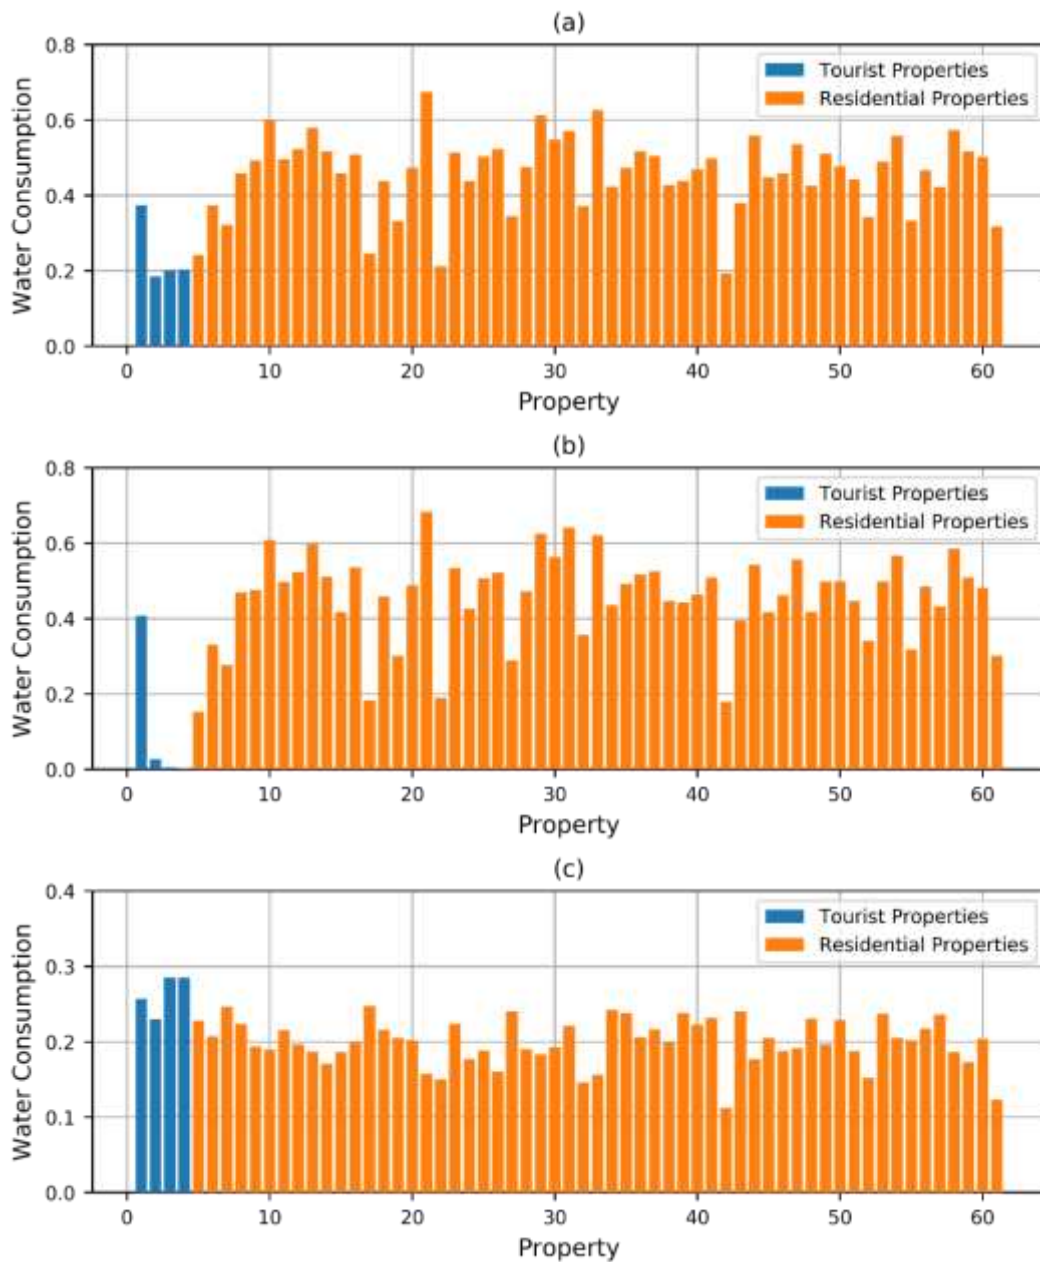 (a)
0.8
0.6
0.4
0.2
0.0
Water Consumption
Tourist Properties
Residential Properties
0 10 20 30 40 50 60
Property
(b)
0.8
0.6
0.4
0.2
0.0
Water Consumption
Tourist Properties
Residential Properties
0 10 20 30 40 50 60
Property
(c)
0.4
0.3
0.2
0.1
0.0
Water Consumption
Tourist Properties
Residential Properties
0 10 20 30 40 50 60
Property